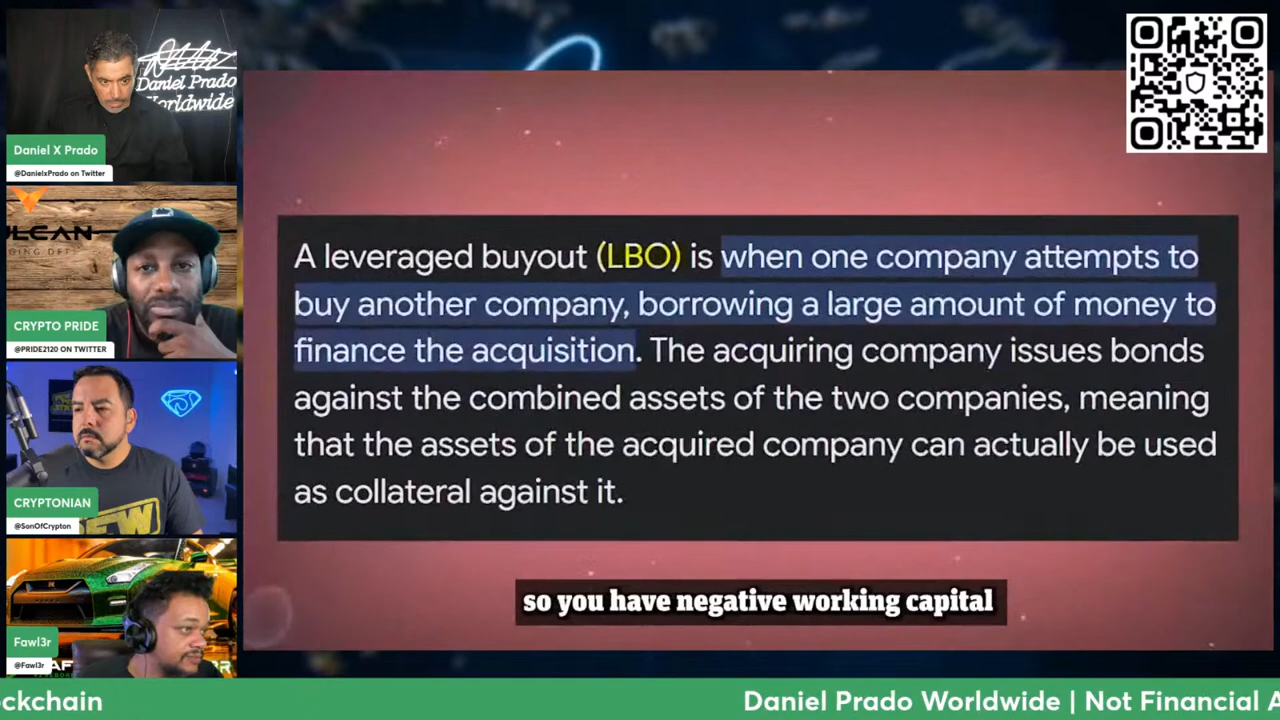 Daniel Prado
Worldwide
Daniel X Prado
@DanielxPrado on Twitter
CRYPTO PRIDE
@PRIDE2120 ON TWITTER
CRYPTONIAN
@SonOfCrypton
Fawl3r
@Fawl3r
A leveraged buyout (LBO) is when one company attempts to
buy another company, borrowing a large amount of money to
finance the acquisition. The acquiring company issues bonds
against the combined assets of the two companies, meaning
that the assets of the acquired company can actually be used
as collateral against it.
so you have negative working capital
ockchain
Daniel Prado Worldwide | Not Financial A